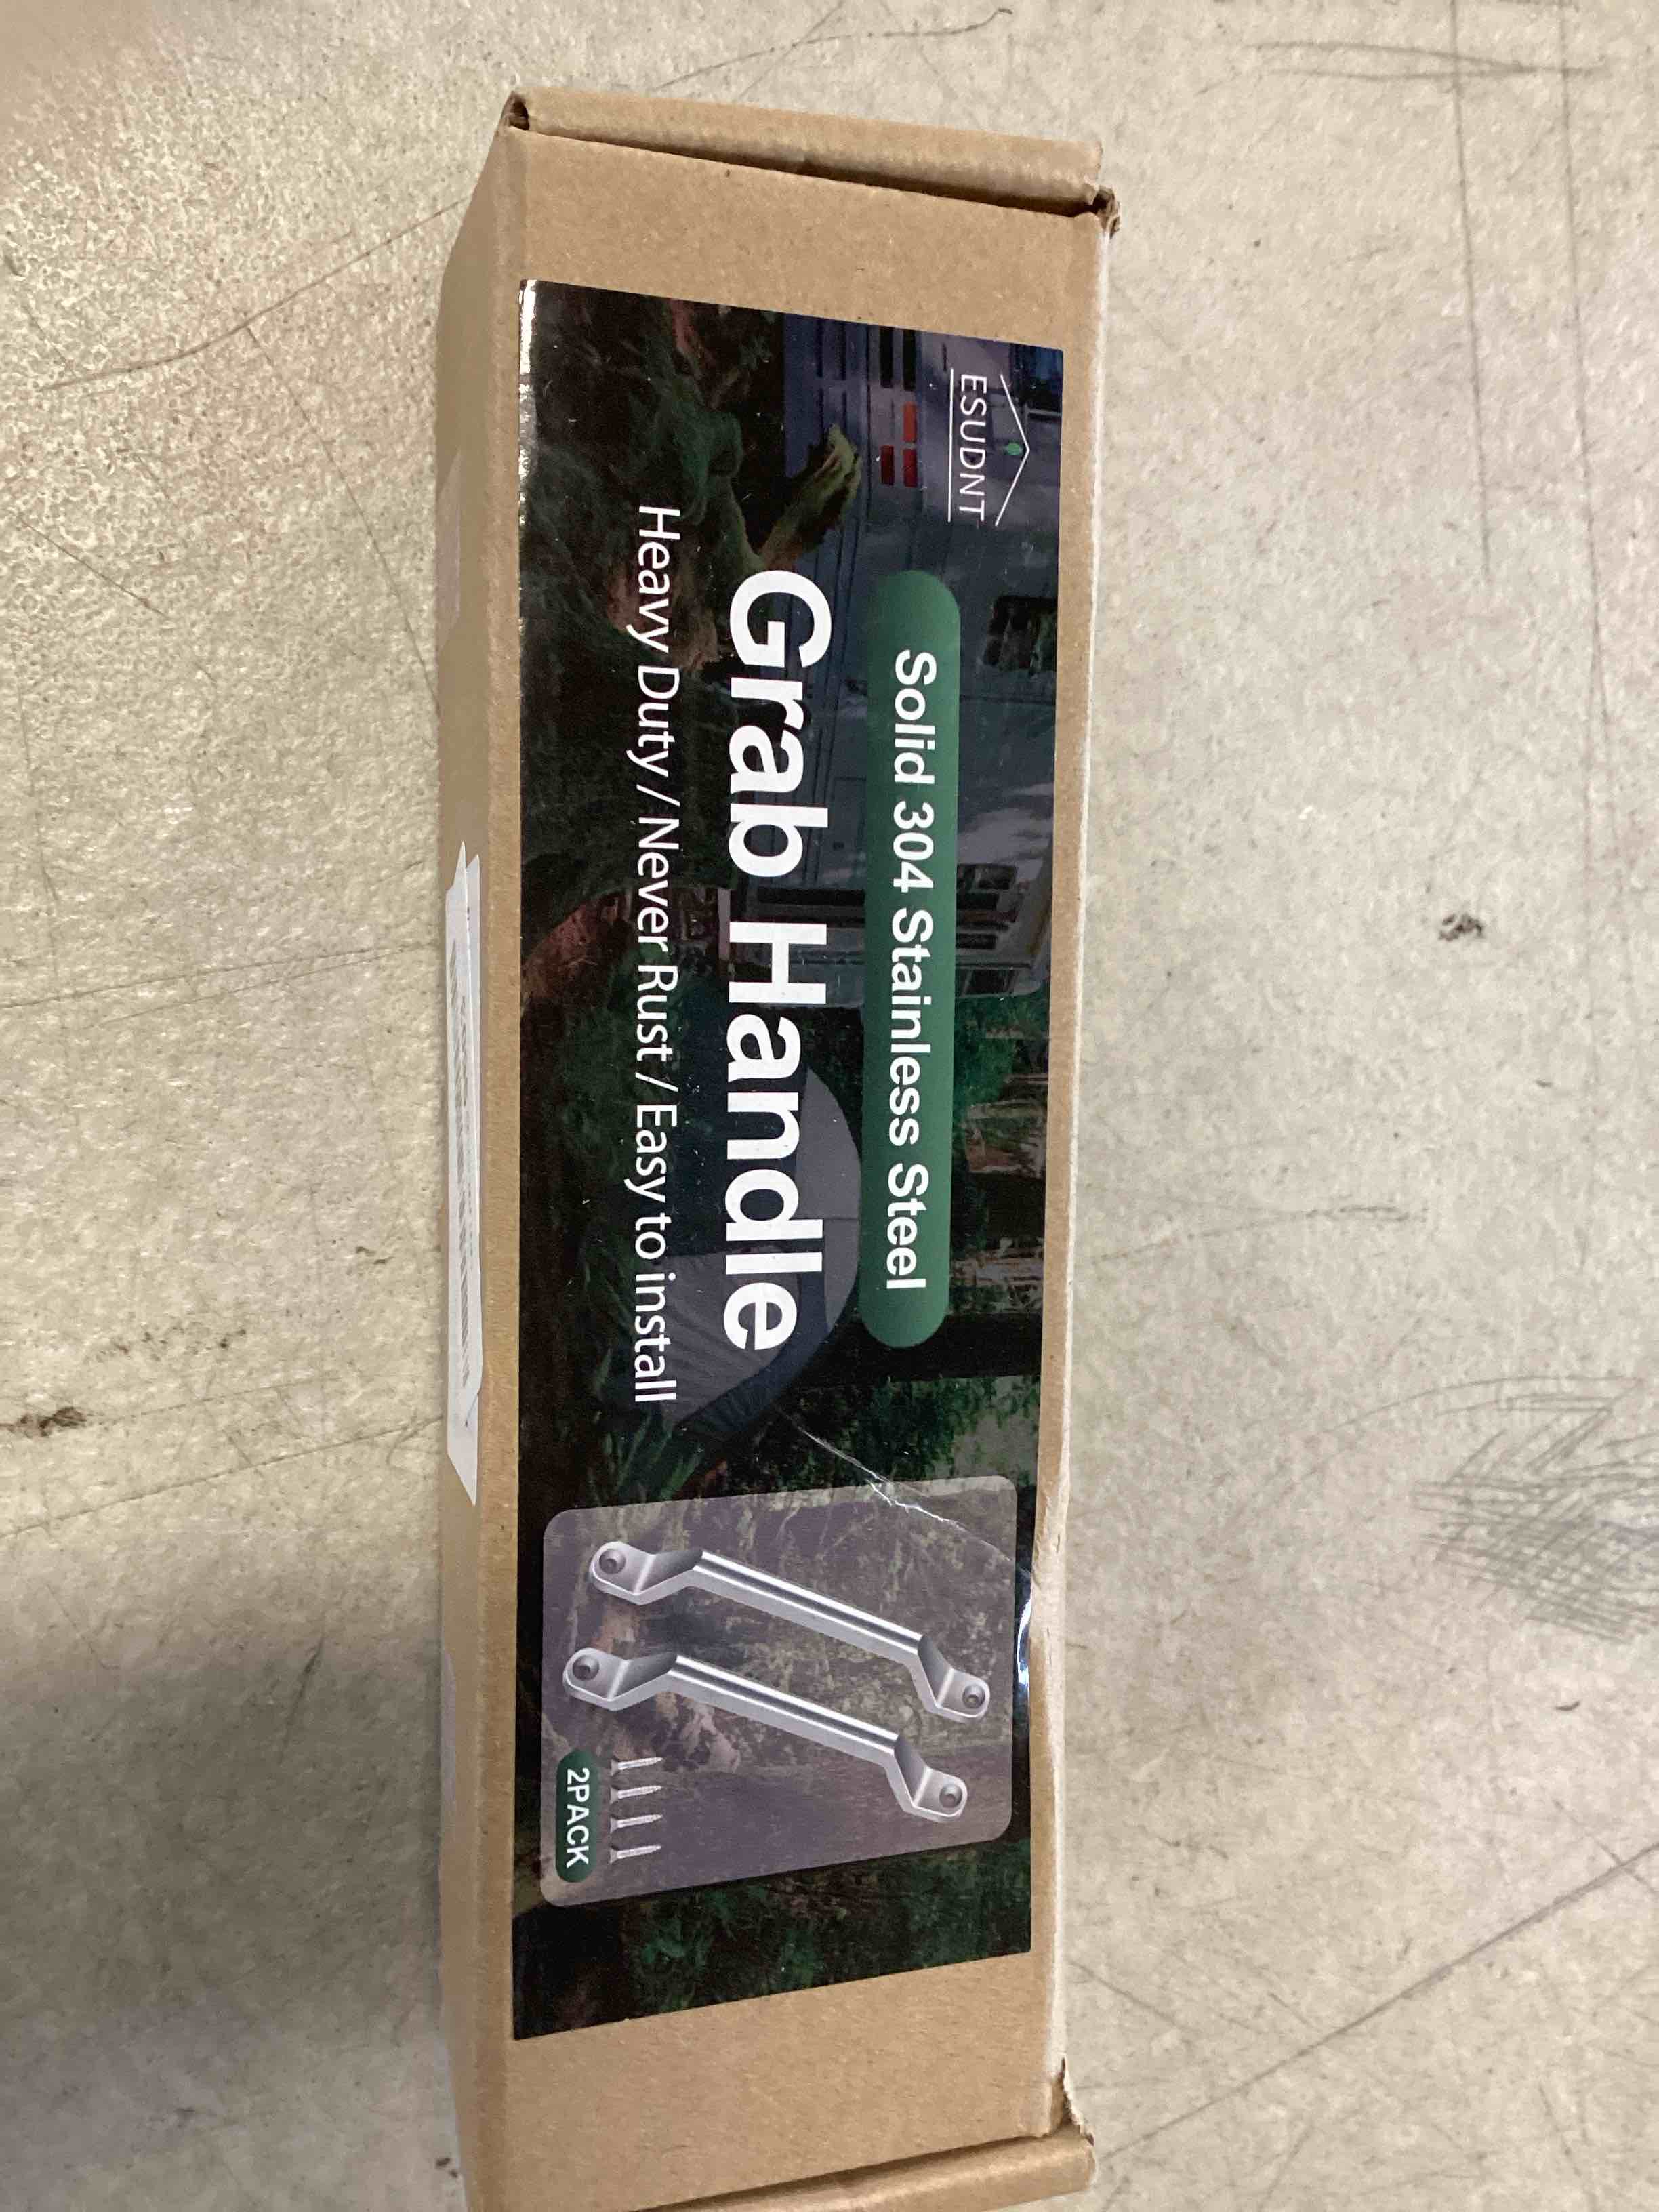 ESUDNT
Solid 304 Stainless Steel
Grab Handle
Heavy Duty / Never Rust / Easy to install
2PACK